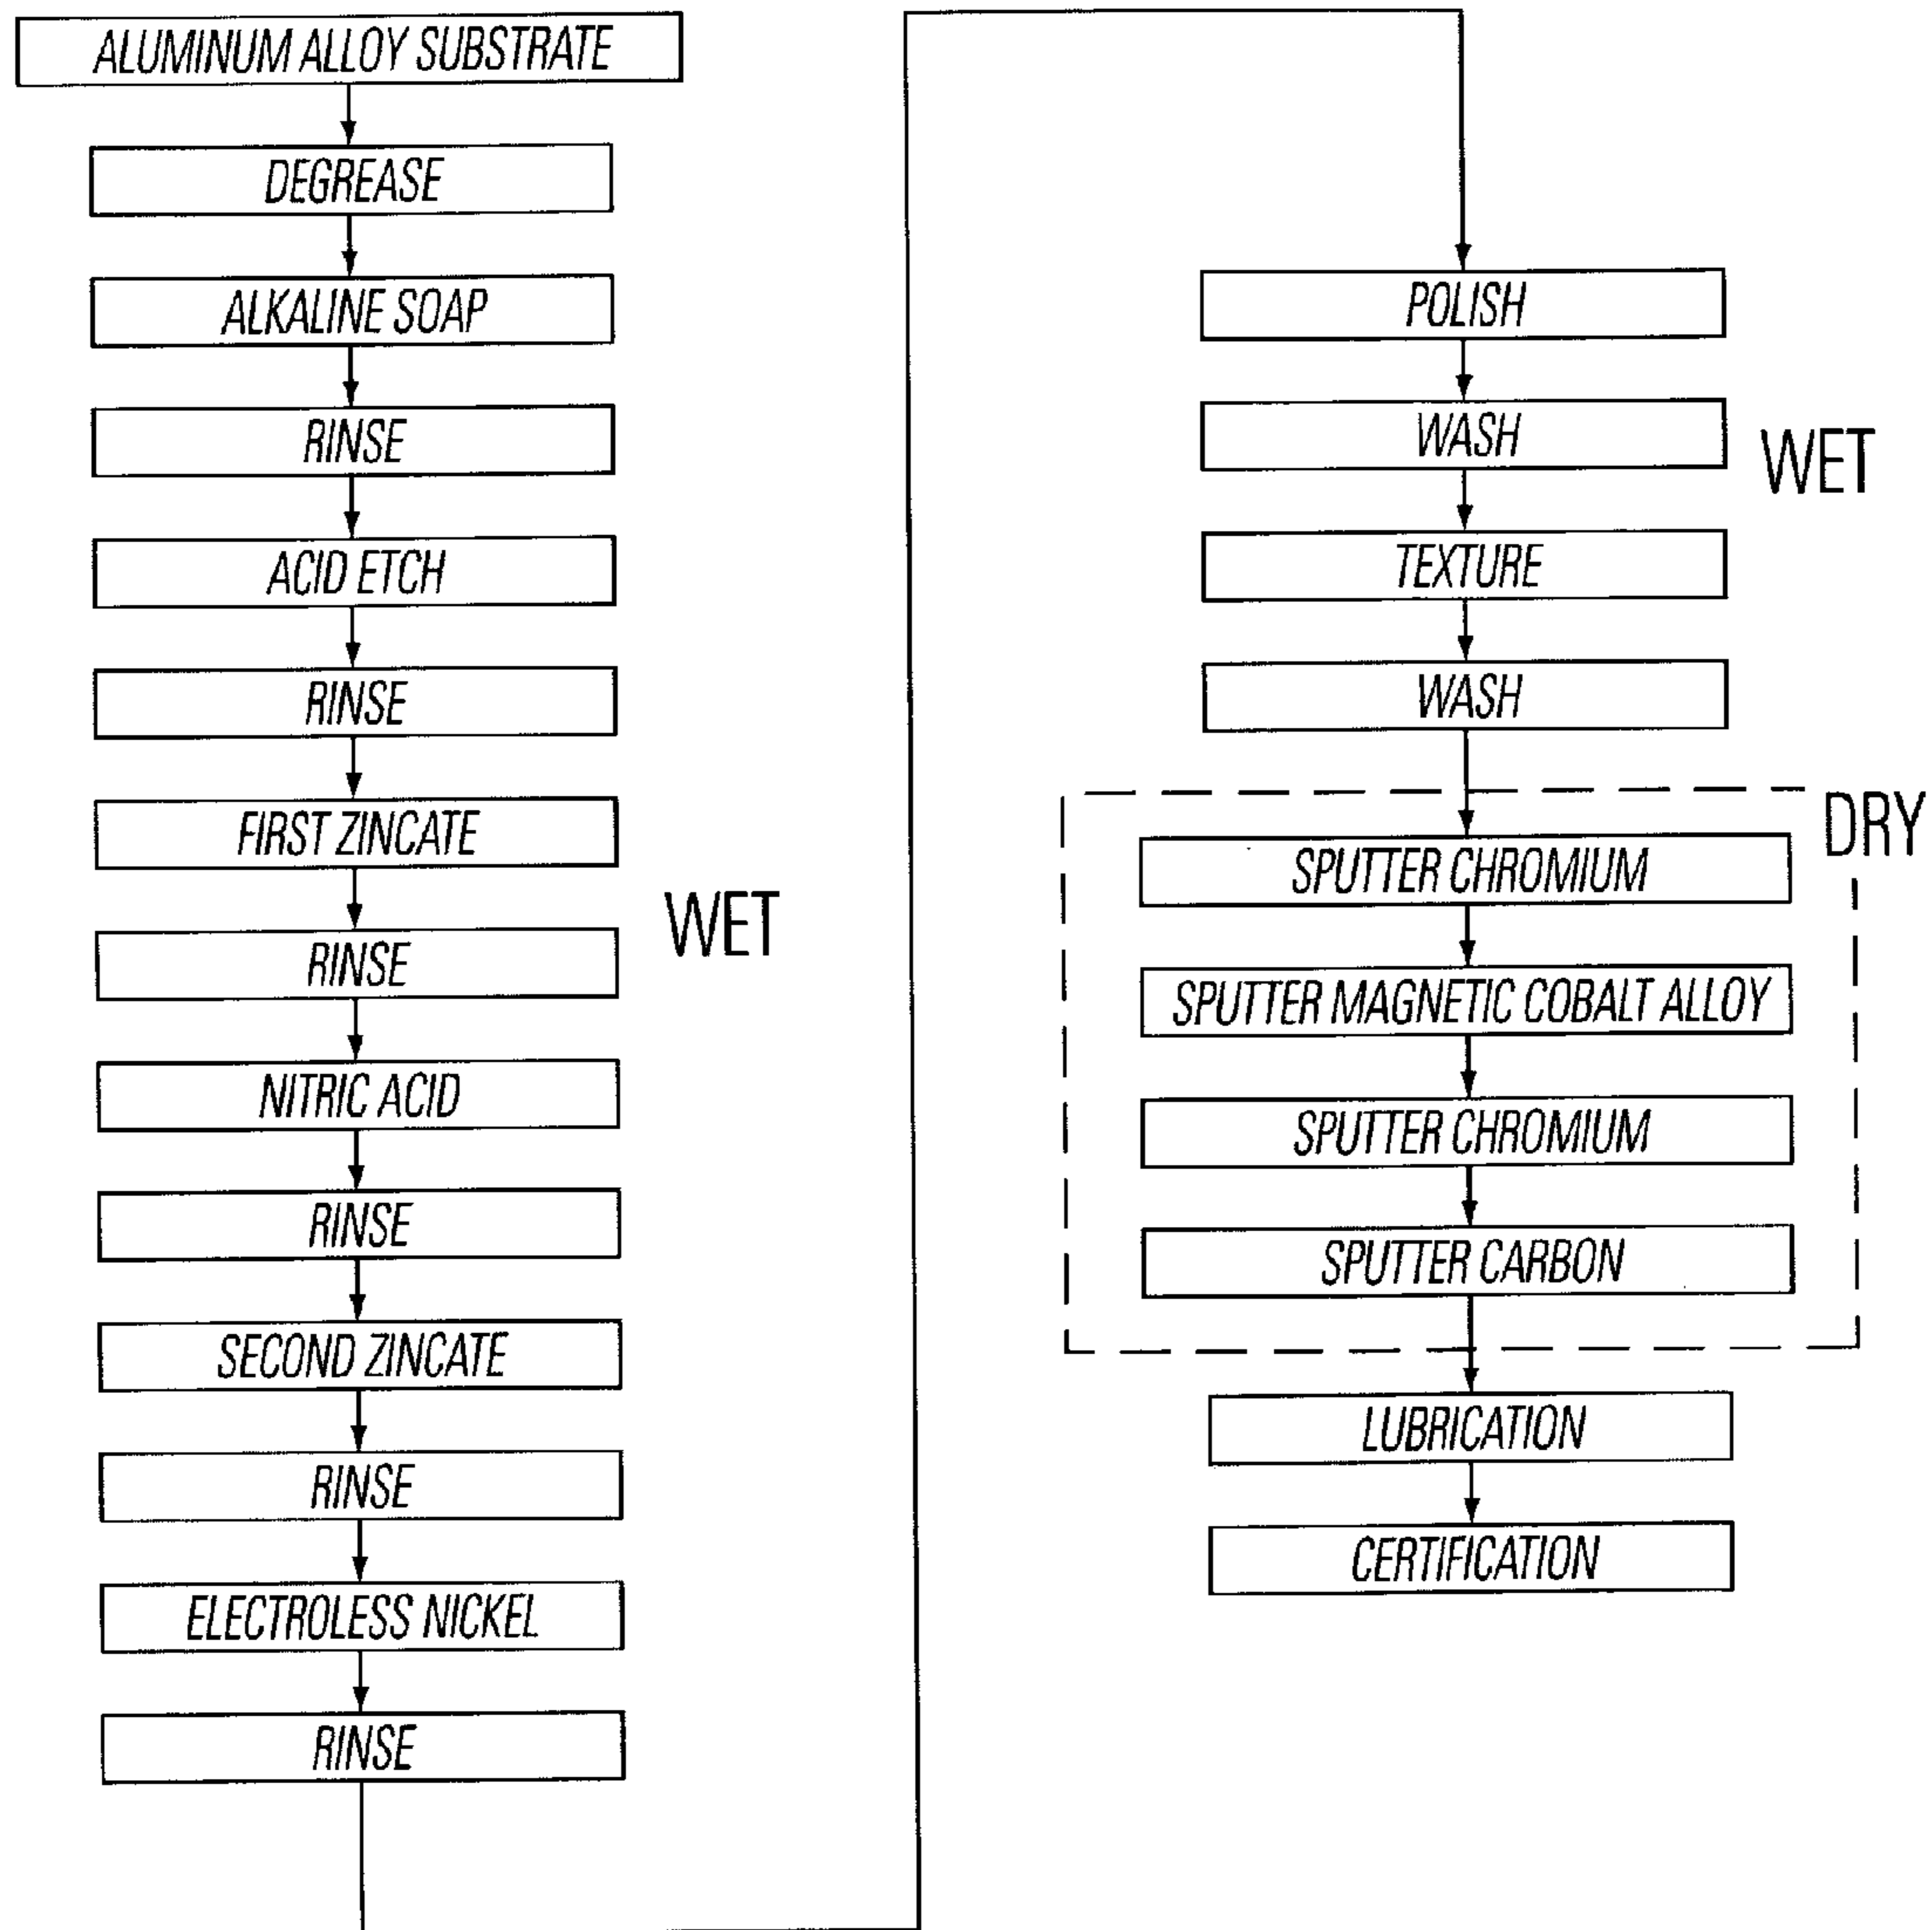 ALUMINUM ALLOY SUBSTRATE
DEGREASE
ALKALINE SOAP
RINSE
ACID ETCH
RINSE
FIRST ZINCATE
RINSE
WET
NITRIC ACID
RINSE
SECOND ZINCATE
RINSE
ELECTROLESS NICKEL
RINSE
POLISH
WASH
WET
TEXTURE
WASH
DRY
SPUTTER CHROMIUM
SPUTTER MAGNETIC COBALT ALLOY
SPUTTER CHROMIUM
SPUTTER CARBON
LUBRICATION
CERTIFICATION